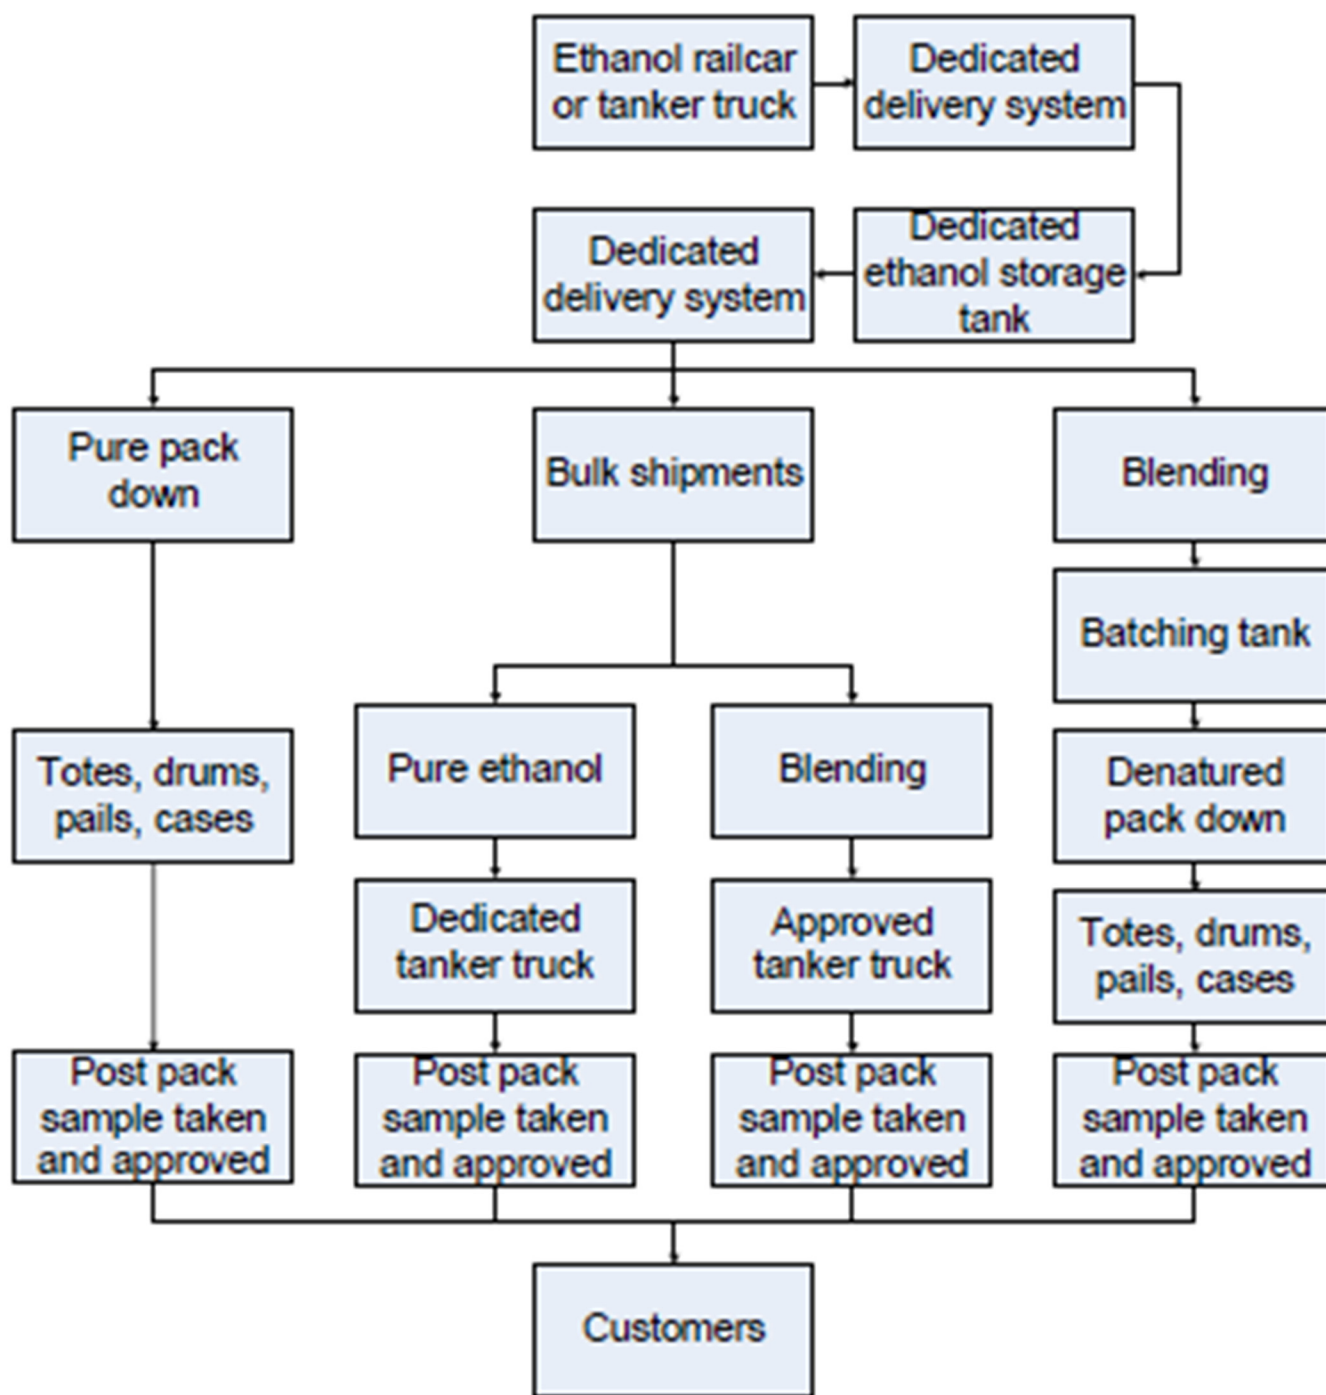 Ethanol railcar
or tanker truck
Dedicated
delivery system
Dedicated
delivery system
Dedicated
ethanol storage
tank
Pure pack
down
Bulk shipments
Blending
Batching tank
Totes, drums,
pails, cases
Pure ethanol
Blending
Denatured
pack down
Dedicated
tanker truck
Approved
tanker truck
Totes, drums,
pails, cases
Post pack
sample taken
and approved
Post pack
sample taken
and approved
Post pack
sample taken
and approved
Post pack
sample taken
and approved
Customers